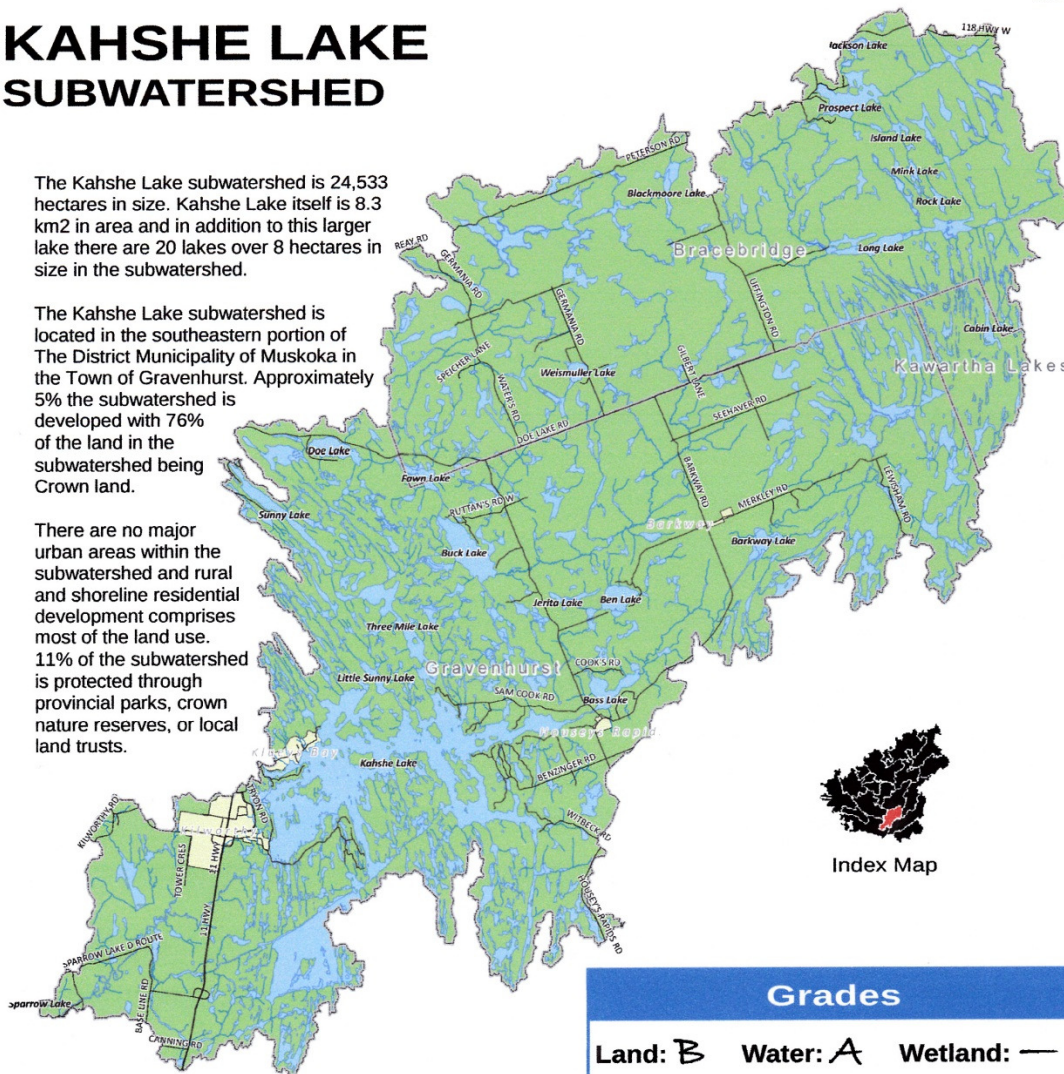 KAHSHE LAKE
SUBWATERSHED
The Kahshe Lake subwatershed is 24,533
hectares in size. Kahshe Lake itself is 8.3
km2 in area and in addition to this larger
lake there are 20 lakes over 8 hectares in
size in the subwatershed.
The Kahshe Lake subwatershed is
located in the southeastern portion of
The District Municipality of Muskoka in
the Town of Gravenhurst. Approximately
5% the subwatershed is
developed with 76%
of the land in the
subwatershed being
Crown land.
There are no major
urban areas within the
subwatershed and rural
and shoreline residential
development comprises
most of the land use.
11% of the subwatershed
is protected through
provincial parks, crown
nature reserves, or local
land trusts.
118 HWY W
Jackson Lake
Prospect Lake
Island Lake
PETERSON RD
Mink Lake
Blackmoore Lake
Rock Lake
REAY RD
Bracebridge
Long Lake
GERMANIA RD
GERMANIA RD
UFFINGTON RD
Cabin Lake
SPEICHER LANE
Weismuller Lake
GILBERT LANE
Kawartha Lakes
WATER'S RD
SEEHAVER RD
DOE LAKE RD
Doe Lake
Fawn Lake
BARKWAY RD
MERKLEY RD
LEWISHAM RD
Sunny Lake
RUTTAN'S RD W
Barkway
Buck Lake
Barkway Lake
Jerita Lake
Ben Lake
Three Mile Lake
Gravenhurst
COOK'S RD
Little Sunny Lake
SAM COOK RD
Bass Lake
Houseys Rapid
Kahshe Lake
BENZINGER RD
TRYON RD
WITBECK RD
KILWORTHY RD
Kilworthy
TOWER CRES
11 HWY
Index Map
HOUSEY'S RAPIDS RD
11 HWY
SPARROW LAKE D ROUTE
Sparrow Lake
BASE LINE RD
CANNING RD
Grades
Land: B Water: A Wetland: —